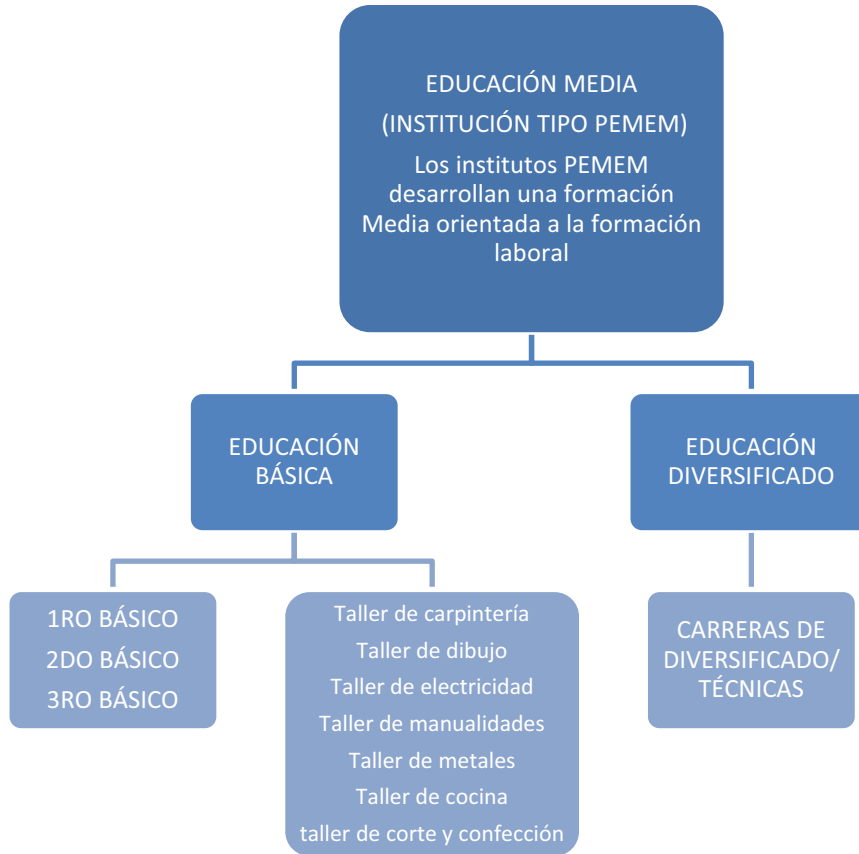 EDUCACIÓN MEDIA
(INSTITUCIÓN TIPO PEMEM)
Los institutos PEMEM
desarrollan una formación
Media orientada a la formación
laboral
EDUCACIÓN
BÁSICA
EDUCACIÓN
DIVERSIFICADO
1RO BÁSICO
2DO BÁSICO
3RO BÁSICO
Taller de carpintería
Taller de dibujo
Taller de electricidad
Taller de manualidades
Taller de metales
Taller de cocina
taller de corte y confección
CARRERAS DE
DIVERSIFICADO/
TÉCNICAS